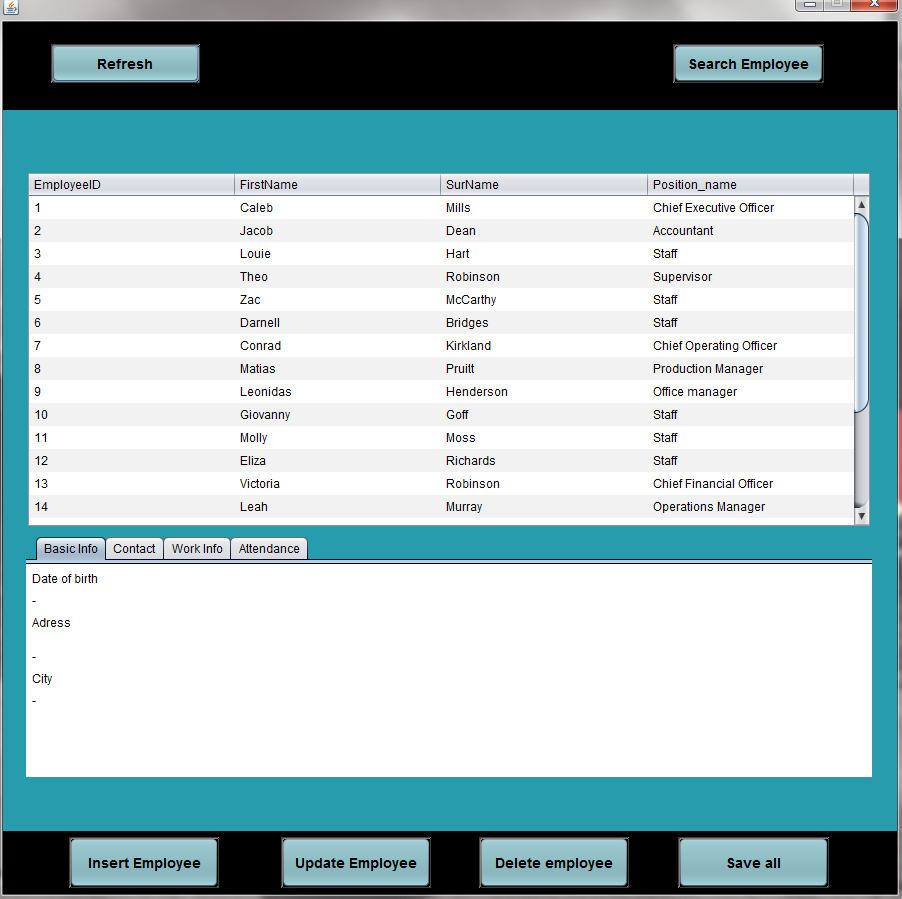 Refresh Search Employee
EmployeeID FirstName SurName Position_name
1 Caleb Mills Chief Executive Officer
2 Jacob Dean Accountant
3 Louie Hart Staff
4 Theo Robinson Supervisor
5 Zac McCarthy Staff
6 Darnell Bridges Staff
7 Conrad Kirkland Chief Operating Officer
8 Matias Pruitt Production Manager
9 Leonidas Henderson Office manager
10 Giovanny Goff Staff
11 Molly Moss Staff
12 Eliza Richards Staff
13 Victoria Robinson Chief Financial Officer
14 Leah Murray Operations Manager
Basic Info Contact Work Info Attendance
Date of birth
-
Adress
-
City
-
Insert Employee Update Employee Delete employee Save all